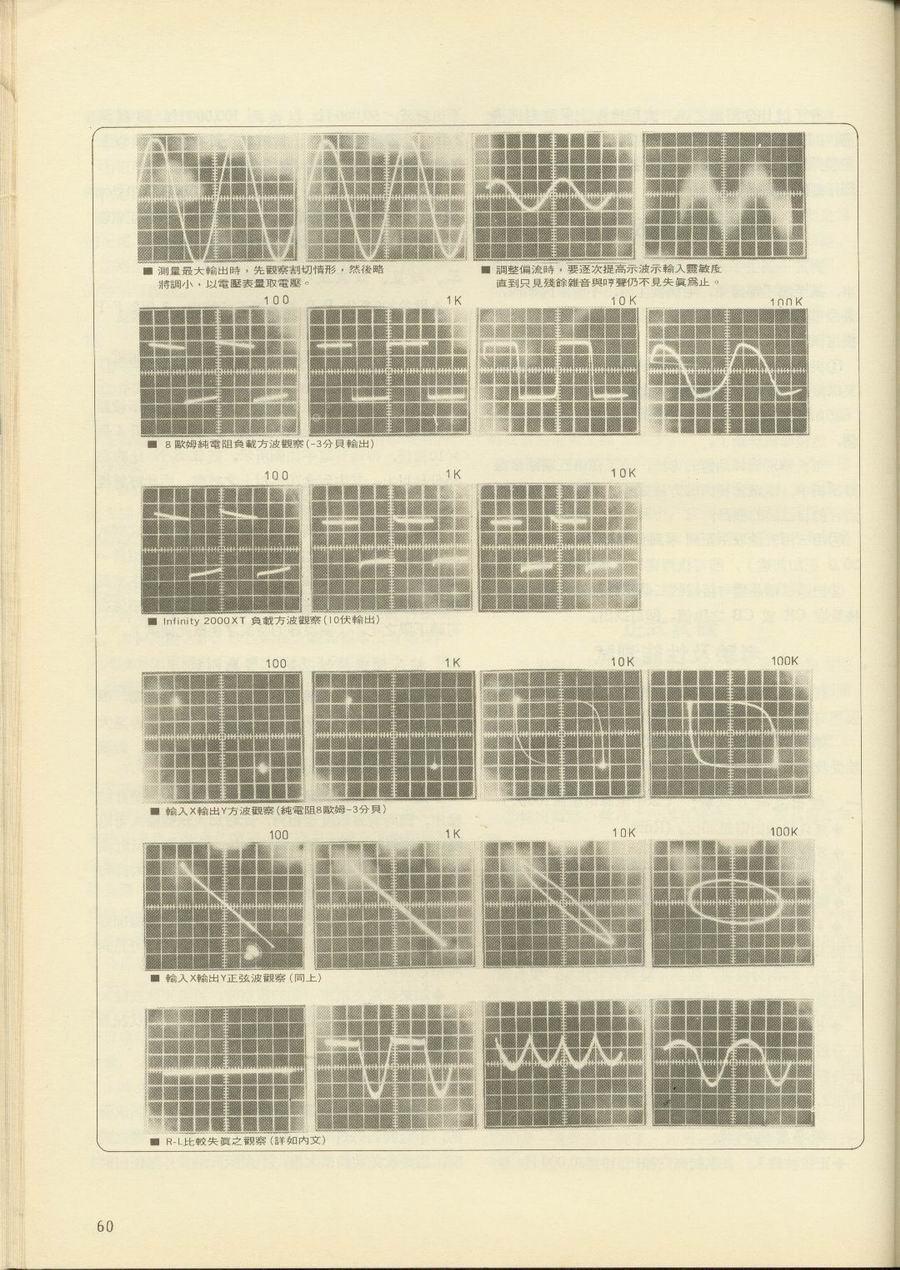 ■ 測量最大輸出時，先觀察割切情形，然後略
將調小，以電壓表量取電壓。
■ 調整偏流時，要逐次提高示波示輸入靈敏度
直到只見殘餘雜音與哼聲仍不見失眞爲止。
100 1K 10K 100K
■ 8 歐姆純電阻負載方波觀察(-3分貝輸出)
100 1K 10K
■ Infinity 2000XT 負載方波觀察(10伏輸出)
100 1K 10K 100K
■ 輸入X輸出Y方波觀察(純電阻8歐姆-3分貝)
100 1K 10K 100K
■ 輸入X輸出Y正弦波觀察(同上)
■ R-L比較失眞之觀察(詳如內文)
60